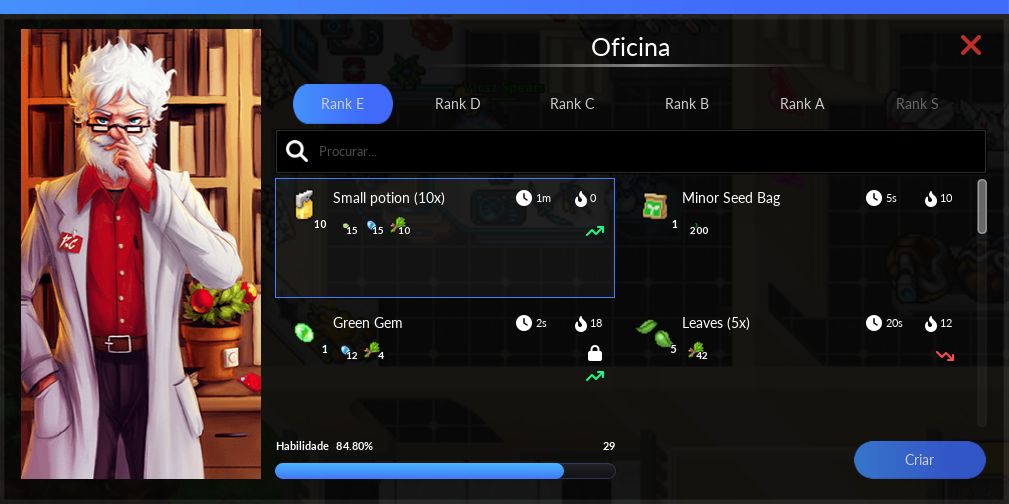 Oficina
Rank E Rank D Rank C Rank B Rank A Rank S
Procurar...
Small potion (10x) 1m 0
10 15 15 10
Minor Seed Bag 5s 10
1 200
Green Gem 2s 18
1 12 4
Leaves (5x) 20s 12
5 42
Habilidade 84.80% 29
Criar